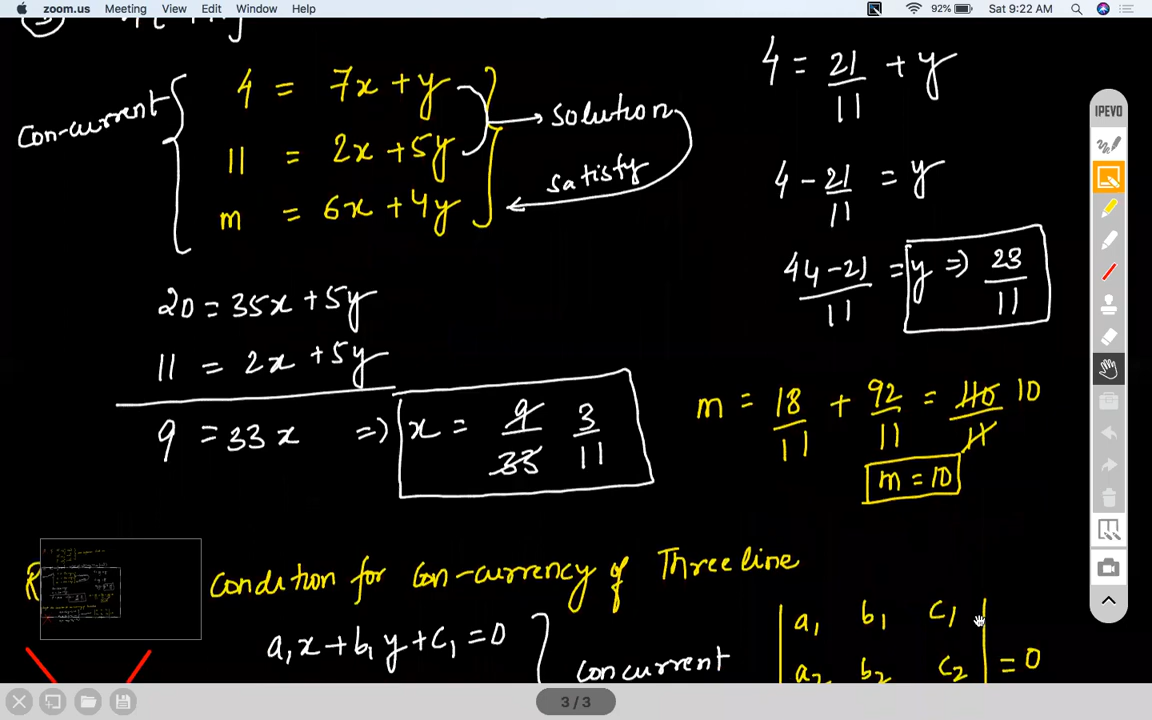 zoom.us Meeting View Edit Window Help 92% Sat 9:22 AM
4 = 7x + y
11 = 2x + 5y
m = 6x + 4y
Con-current
solution
satisfy
20 = 35x + 5y
11 = 2x + 5y
9 = 33x => x = 9/33 3/11
4 = 21/11 + y
4 - 21/11 = y
44-21/11 = y => 23/11
m = 18/11 + 92/11 = 110/11 10
m = 10
IPEVO
Condition for Con-currency of Three line
a₁x + b₁y + c₁ = 0
concurrent
a₁ b₁ c₁
a₂ b₂ c₂ = 0
3 / 3